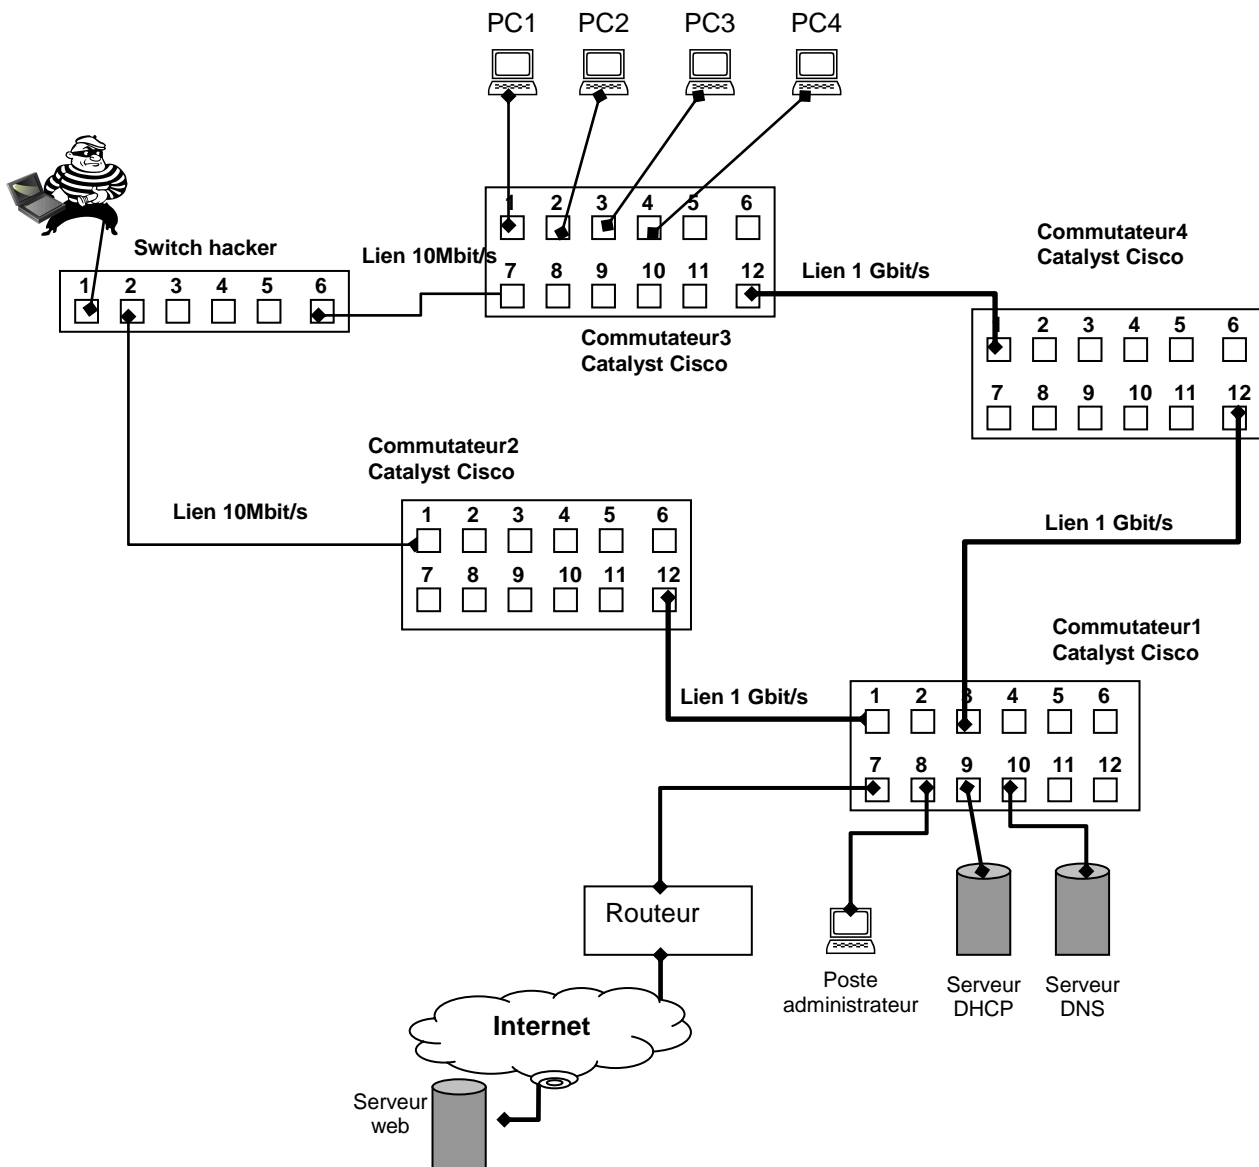 PC1 PC2 PC3 PC4
Switch hacker
1 2 3 4 5 6
Lien 10Mbit/s
1 2 3 4 5 6
7 8 9 10 11 12
Commutateur3
Catalyst Cisco
Lien 1 Gbit/s
Commutateur4
Catalyst Cisco
1 2 3 4 5 6
7 8 9 10 11 12
Commutateur2
Catalyst Cisco
Lien 10Mbit/s
1 2 3 4 5 6
7 8 9 10 11 12
Lien 1 Gbit/s
Lien 1 Gbit/s
Commutateur1
Catalyst Cisco
1 2 3 4 5 6
7 8 9 10 11 12
Routeur
Poste
administrateur
Serveur
DHCP
Serveur
DNS
Internet
Serveur
web